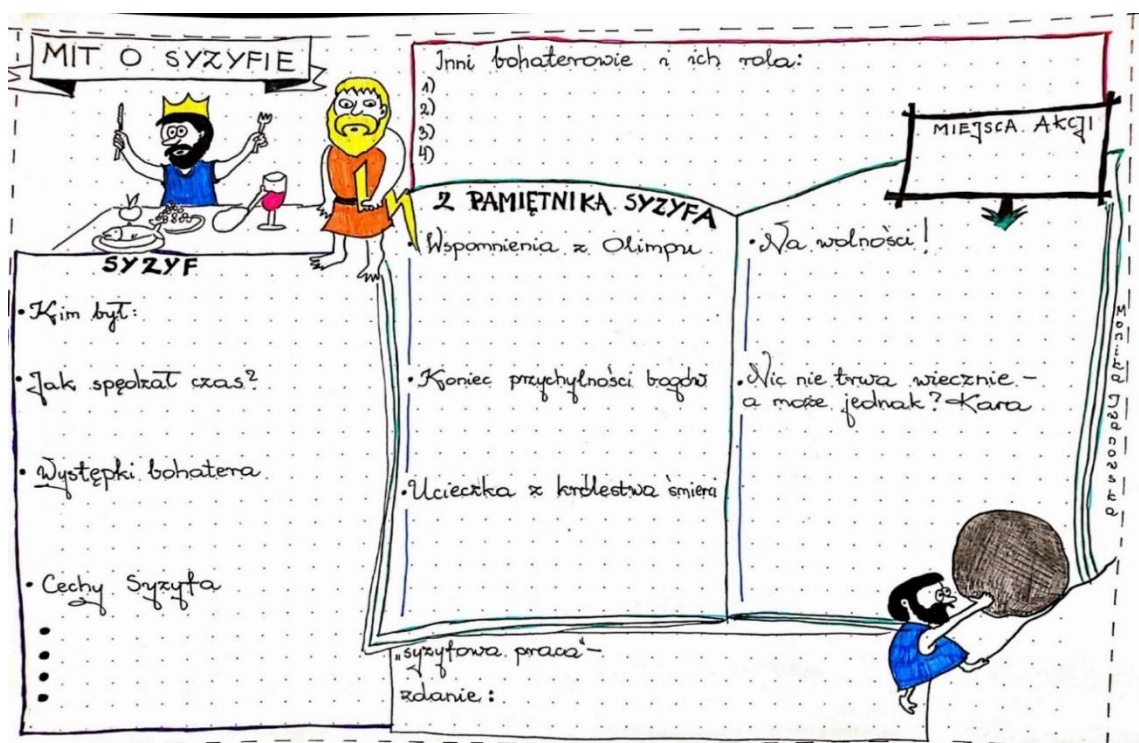 MIT O SYZYFIE
SYZYF
• Kim był:
• Jak spędzał czas?
• Występki bohatera
• Cechy Syzyfa
•
•
•
•
Inni bohaterowie i ich rola:
1)
2)
3)
4)
MIEJSCA AKCJI
Z PAMIĘTNIKA SYZYFA
• Wspomnienia z Olimpu
• Koniec przychylności bogów
• Ucieczka z królestwa śmierci
• Na wolności!
• Nic nie trwa wiecznie –
a może jednak? Kara
„syzyfowa praca" –
zdanie:
Monika Iwanowska